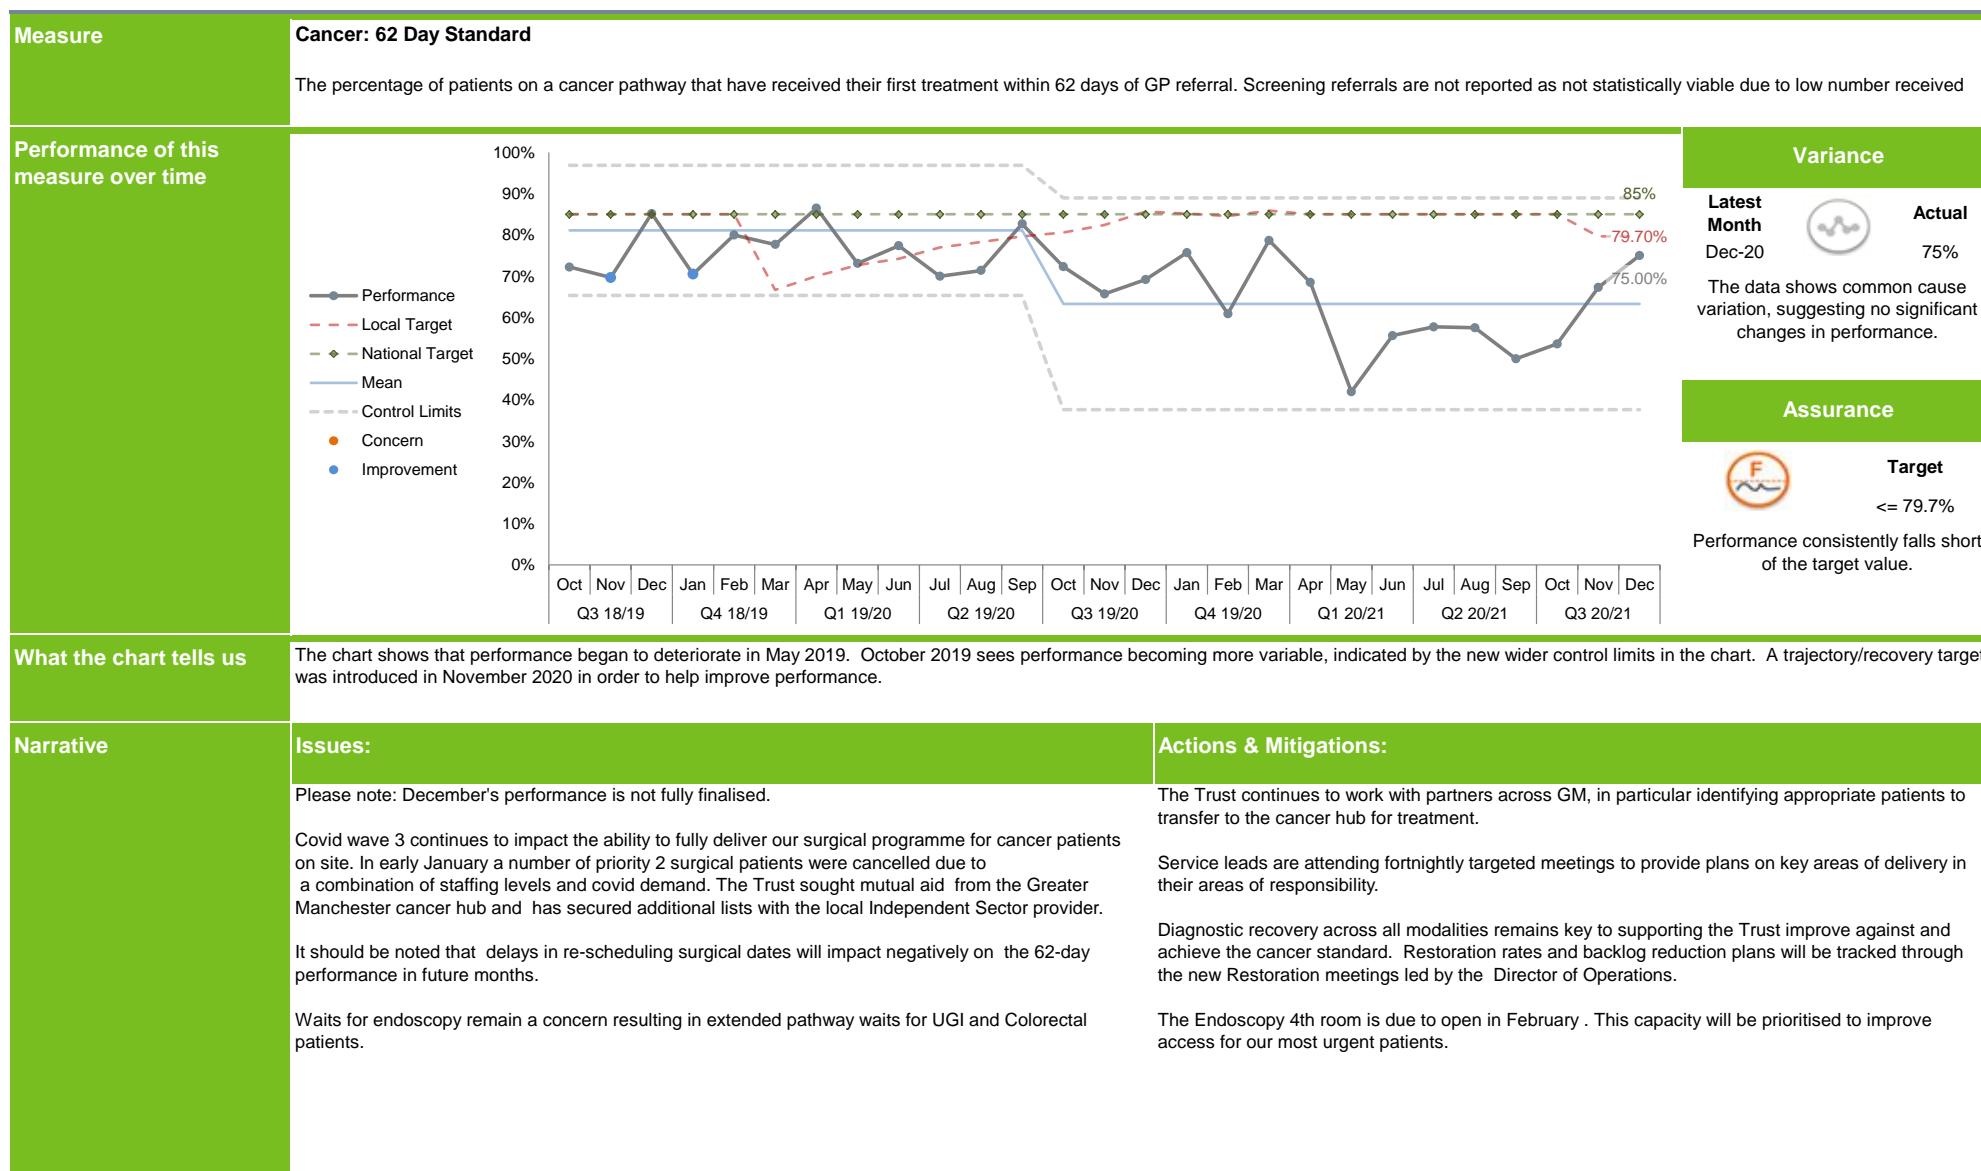 Measure
Cancer: 62 Day Standard
The percentage of patients on a cancer pathway that have received their first treatment within 62 days of GP referral. Screening referrals are not reported as not statistically viable due to low number received
Performance of this
measure over time
100%
90%
80%
70%
60%
50%
40%
30%
20%
10%
0%
Performance
Local Target
National Target
Mean
Control Limits
Concern
Improvement
85%
79.70%
75.00%
Oct Nov Dec Jan Feb Mar Apr May Jun Jul Aug Sep Oct Nov Dec Jan Feb Mar Apr May Jun Jul Aug Sep Oct Nov Dec
Q3 18/19 Q4 18/19 Q1 19/20 Q2 19/20 Q3 19/20 Q4 19/20 Q1 20/21 Q2 20/21 Q3 20/21
Variance
Latest
Month
Actual
Dec-20
75%
The data shows common cause
variation, suggesting no significant
changes in performance.
Assurance
F
Target
<= 79.7%
Performance consistently falls short
of the target value.
What the chart tells us
The chart shows that performance began to deteriorate in May 2019.  October 2019 sees performance becoming more variable, indicated by the new wider control limits in the chart.  A trajectory/recovery target
was introduced in November 2020 in order to help improve performance.
Narrative
Issues:
Please note: December's performance is not fully finalised.
Covid wave 3 continues to impact the ability to fully deliver our surgical programme for cancer patients
on site. In early January a number of priority 2 surgical patients were cancelled due to
a combination of staffing levels and covid demand. The Trust sought mutual aid  from the Greater
Manchester cancer hub and  has secured additional lists with the local Independent Sector provider.
It should be noted that  delays in re-scheduling surgical dates will impact negatively on  the 62-day
performance in future months.
Waits for endoscopy remain a concern resulting in extended pathway waits for UGI and Colorectal
patients.
Actions & Mitigations:
The Trust continues to work with partners across GM, in particular identifying appropriate patients to
transfer to the cancer hub for treatment.
Service leads are attending fortnightly targeted meetings to provide plans on key areas of delivery in
their areas of responsibility.
Diagnostic recovery across all modalities remains key to supporting the Trust improve against and
achieve the cancer standard.  Restoration rates and backlog reduction plans will be tracked through
the new Restoration meetings led by the  Director of Operations.
The Endoscopy 4th room is due to open in February . This capacity will be prioritised to improve
access for our most urgent patients.